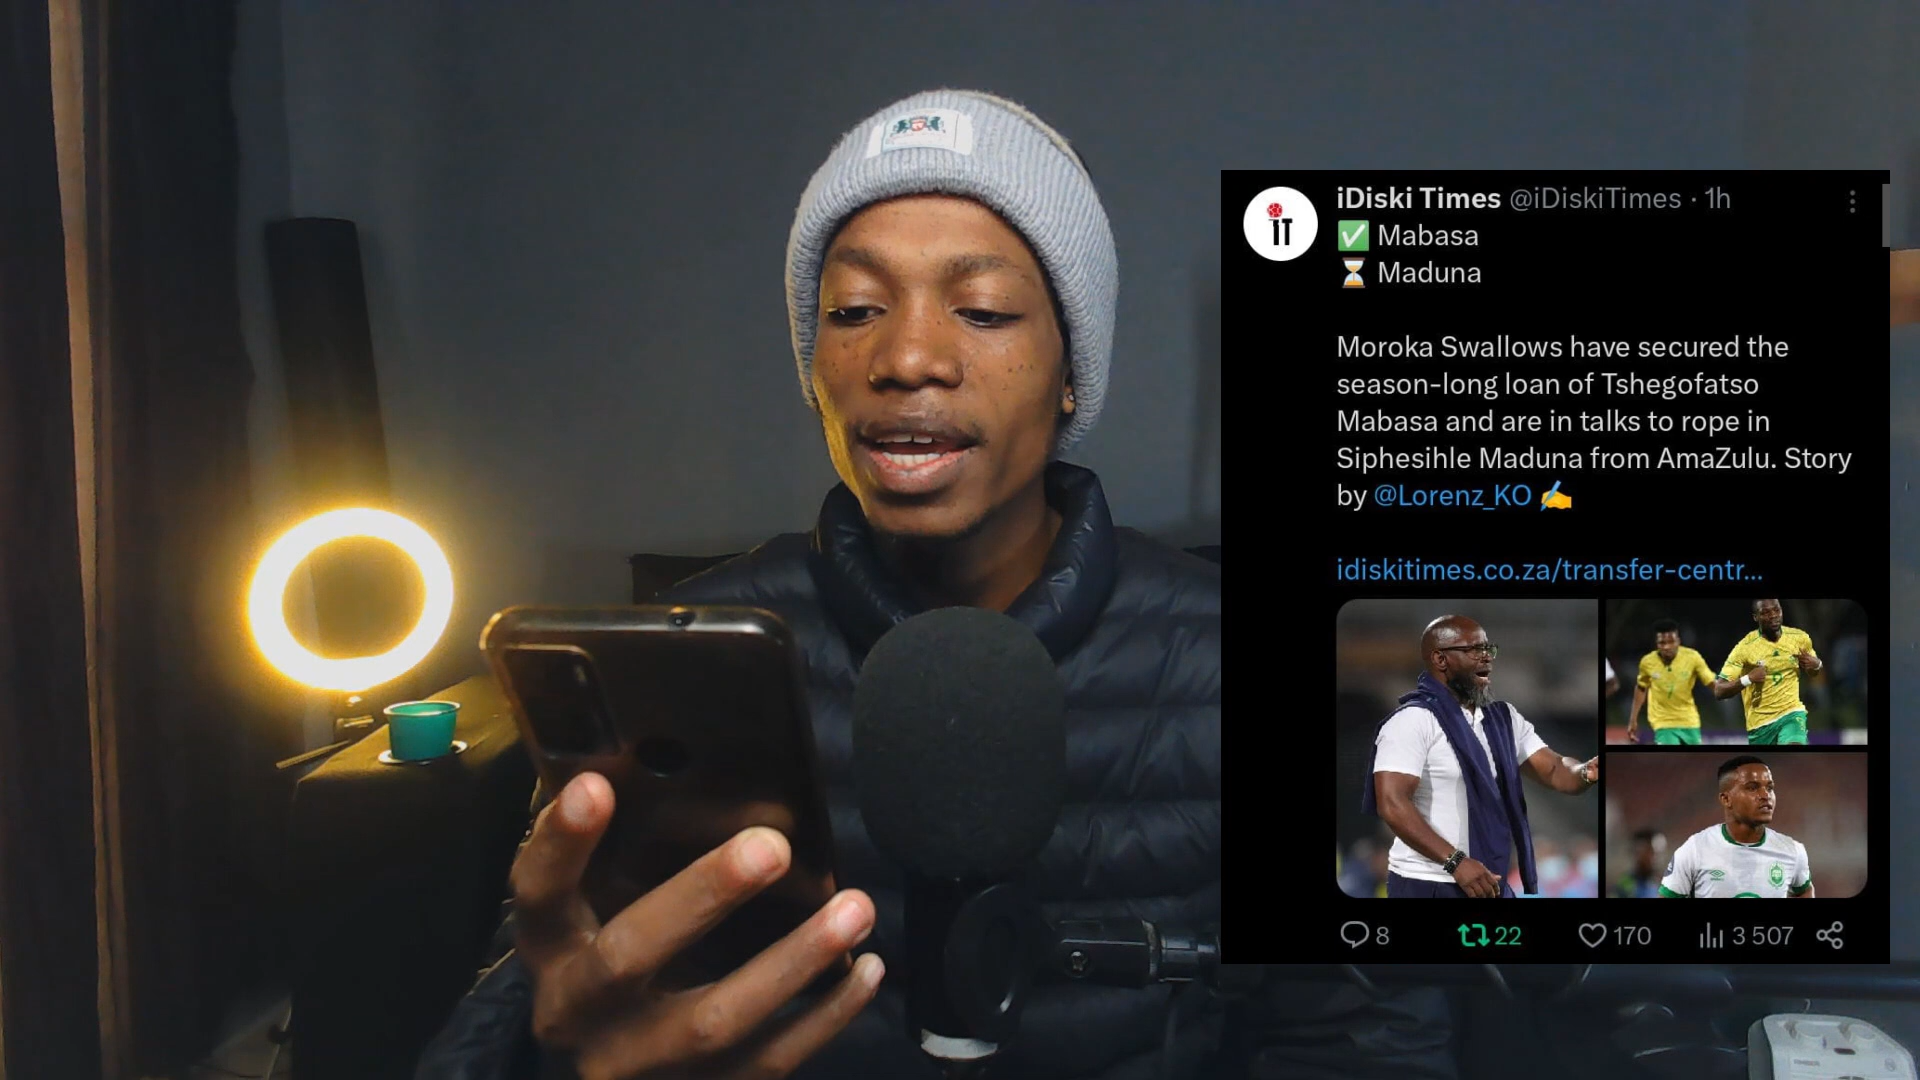 iDiski Times @iDiskiTimes · 1h
✅ Mabasa
⏳ Maduna
Moroka Swallows have secured the
season-long loan of Tshegofatso
Mabasa and are in talks to rope in
Siphesihle Maduna from AmaZulu. Story
by @Lorenz_KO ✍️
idiskitimes.co.za/transfer-centr...
8 22 170 3 507